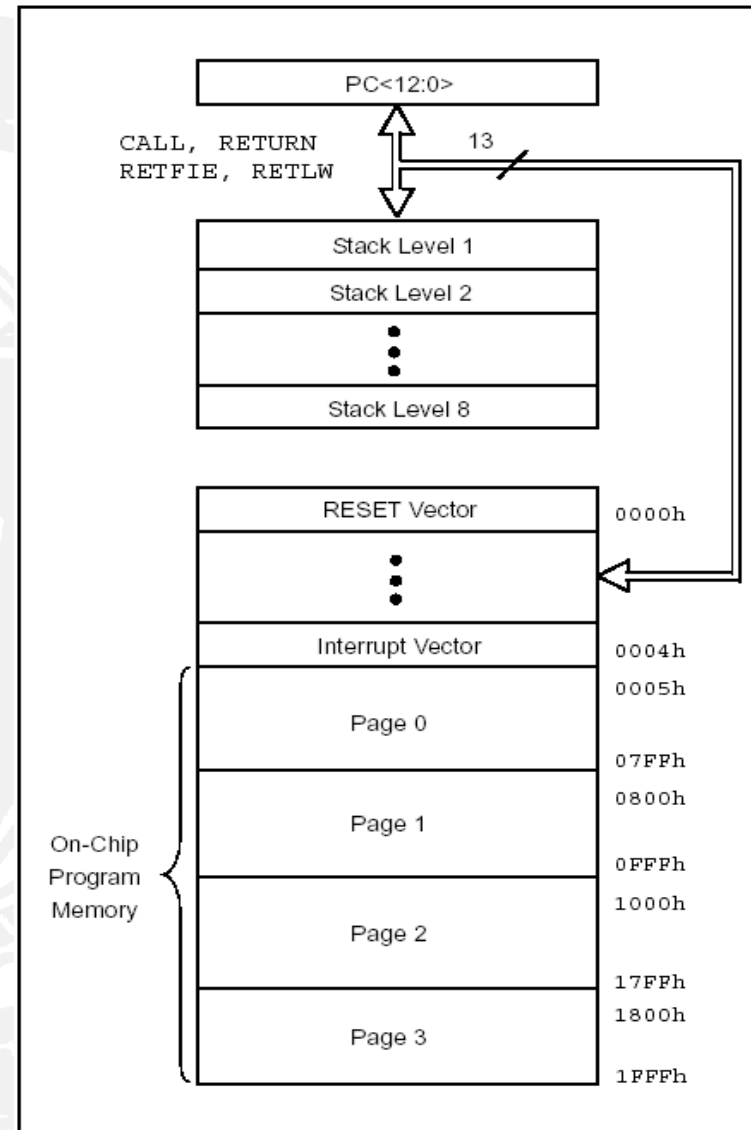 PC<12:0>
CALL, RETURN
RETFIE, RETLW
13
Stack Level 1
Stack Level 2
Stack Level 8
RESET Vector
0000h
Interrupt Vector
0004h
0005h
Page 0
07FFh
0800h
Page 1
0FFFh
On-Chip
Program
Memory
1000h
Page 2
17FFh
1800h
Page 3
1FFFh